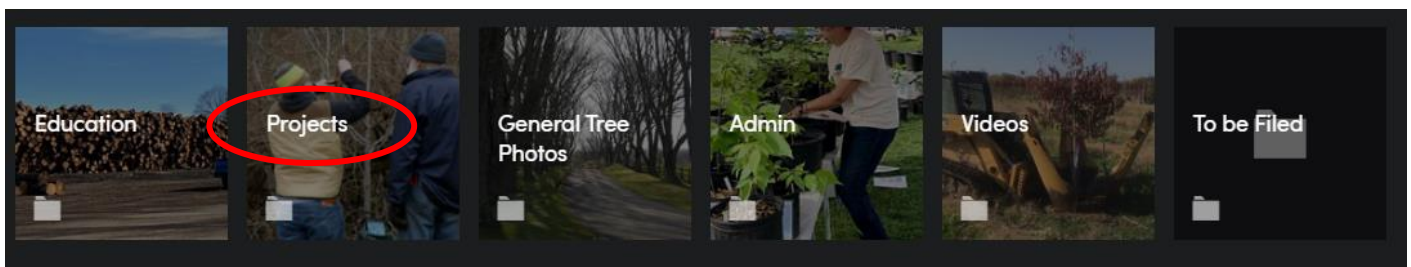 Education
Projects
General Tree
Photos
Admin
Videos
To be Filed